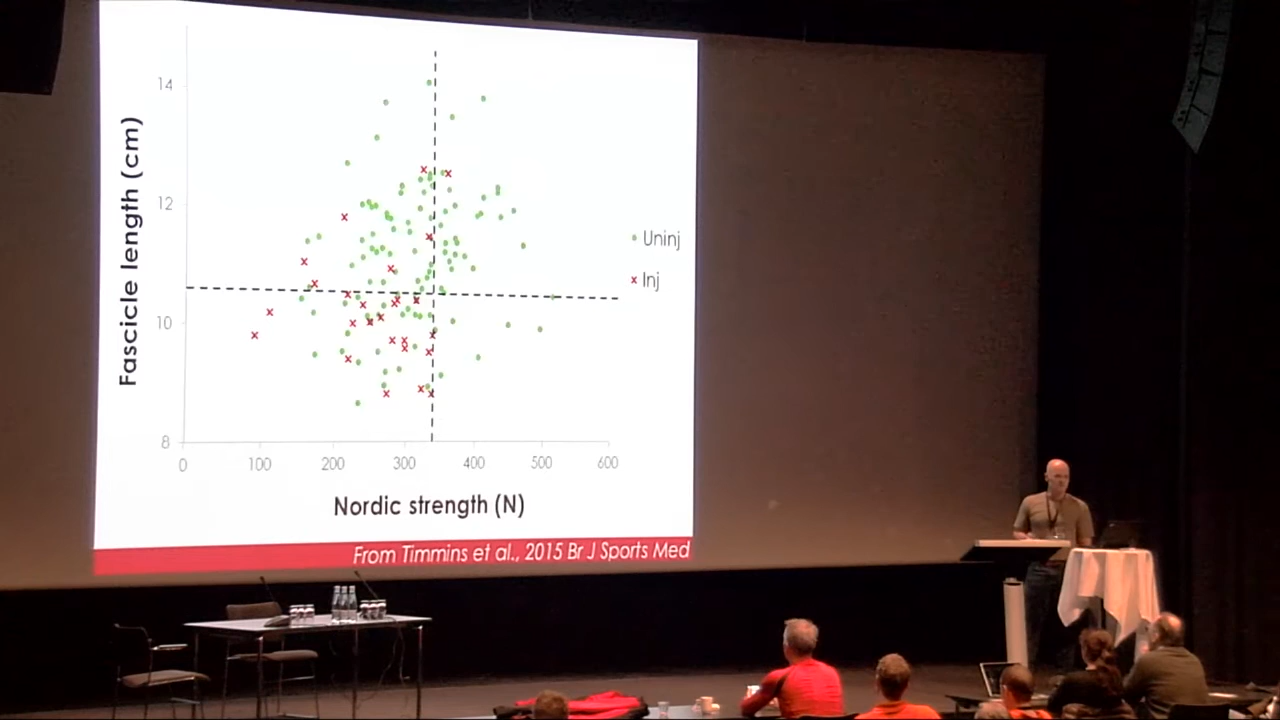 14
12
10
8
Fascicle length (cm)
0 100 200 300 400 500 600
Nordic strength (N)
Uninj
Inj
From Timmins et al., 2015 Br J Sports Med